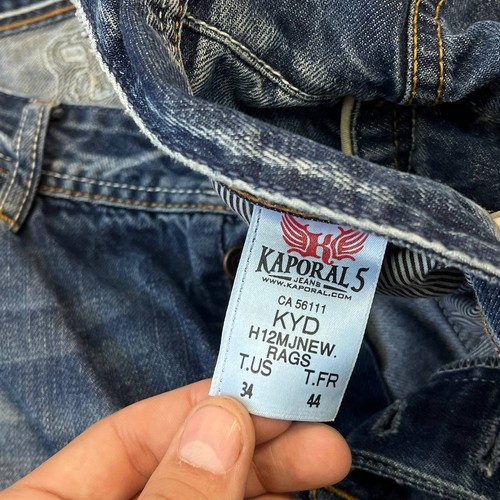 K
KAPORAL 5
JEANS
WWW.KAPORAL.COM
CA 56111
KYD
H12MJNEW.
RAGS
T.US T.FR
34 44